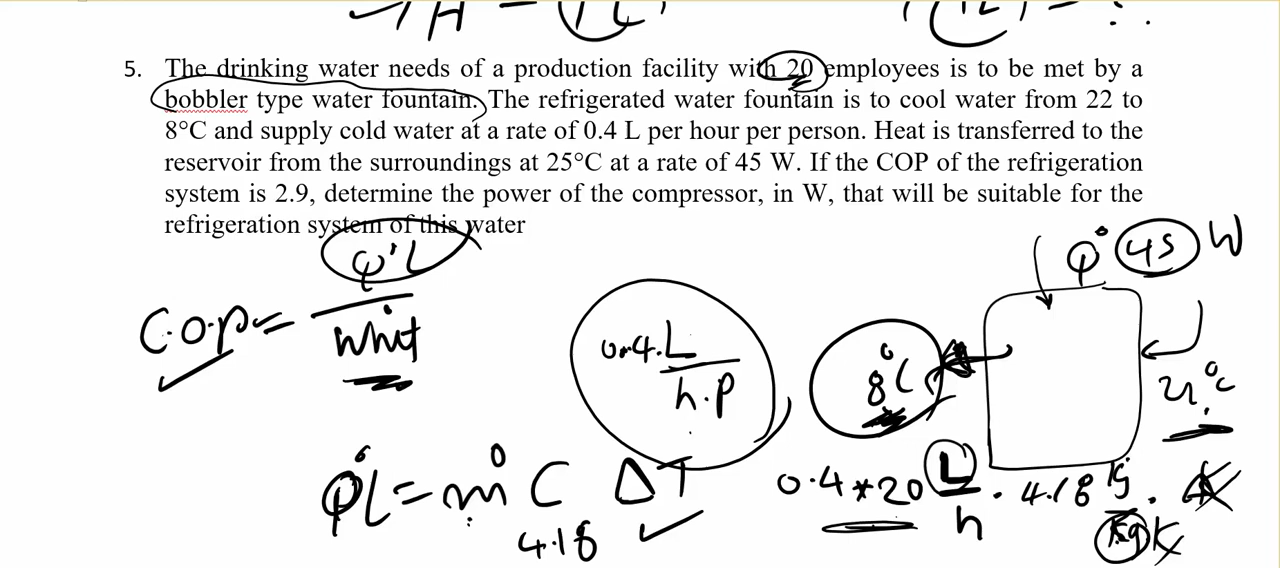 5. The drinking water needs of a production facility with 20 employees is to be met by a
bobbler type water fountain. The refrigerated water fountain is to cool water from 22 to
8°C and supply cold water at a rate of 0.4 L per hour per person. Heat is transferred to the
reservoir from the surroundings at 25°C at a rate of 45 W. If the COP of the refrigeration
system is 2.9, determine the power of the compressor, in W, that will be suitable for the
refrigeration system of this water
Q°  45 W
C.O.P = Q°L / 
0.4 L / h.P
8°C
Q°L = m° C ΔT
4.18
0.4 * 20 L / h . 4.18 KJ / Kg K .